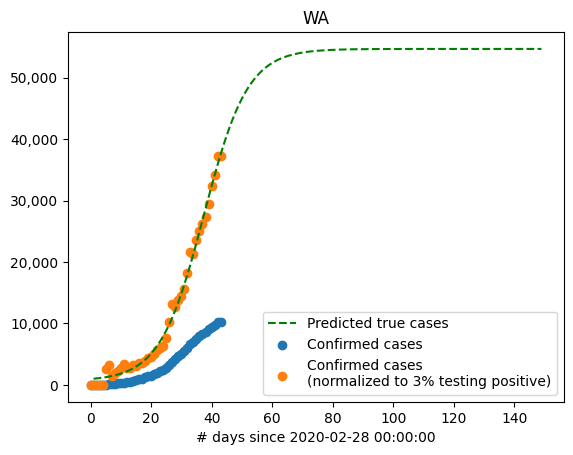 WA
50,000
40,000
30,000
20,000
10,000
0
Predicted true cases
Confirmed cases
Confirmed cases
(normalized to 3% testing positive)
0 20 40 60 80 100 120 140
# days since 2020-02-28 00:00:00